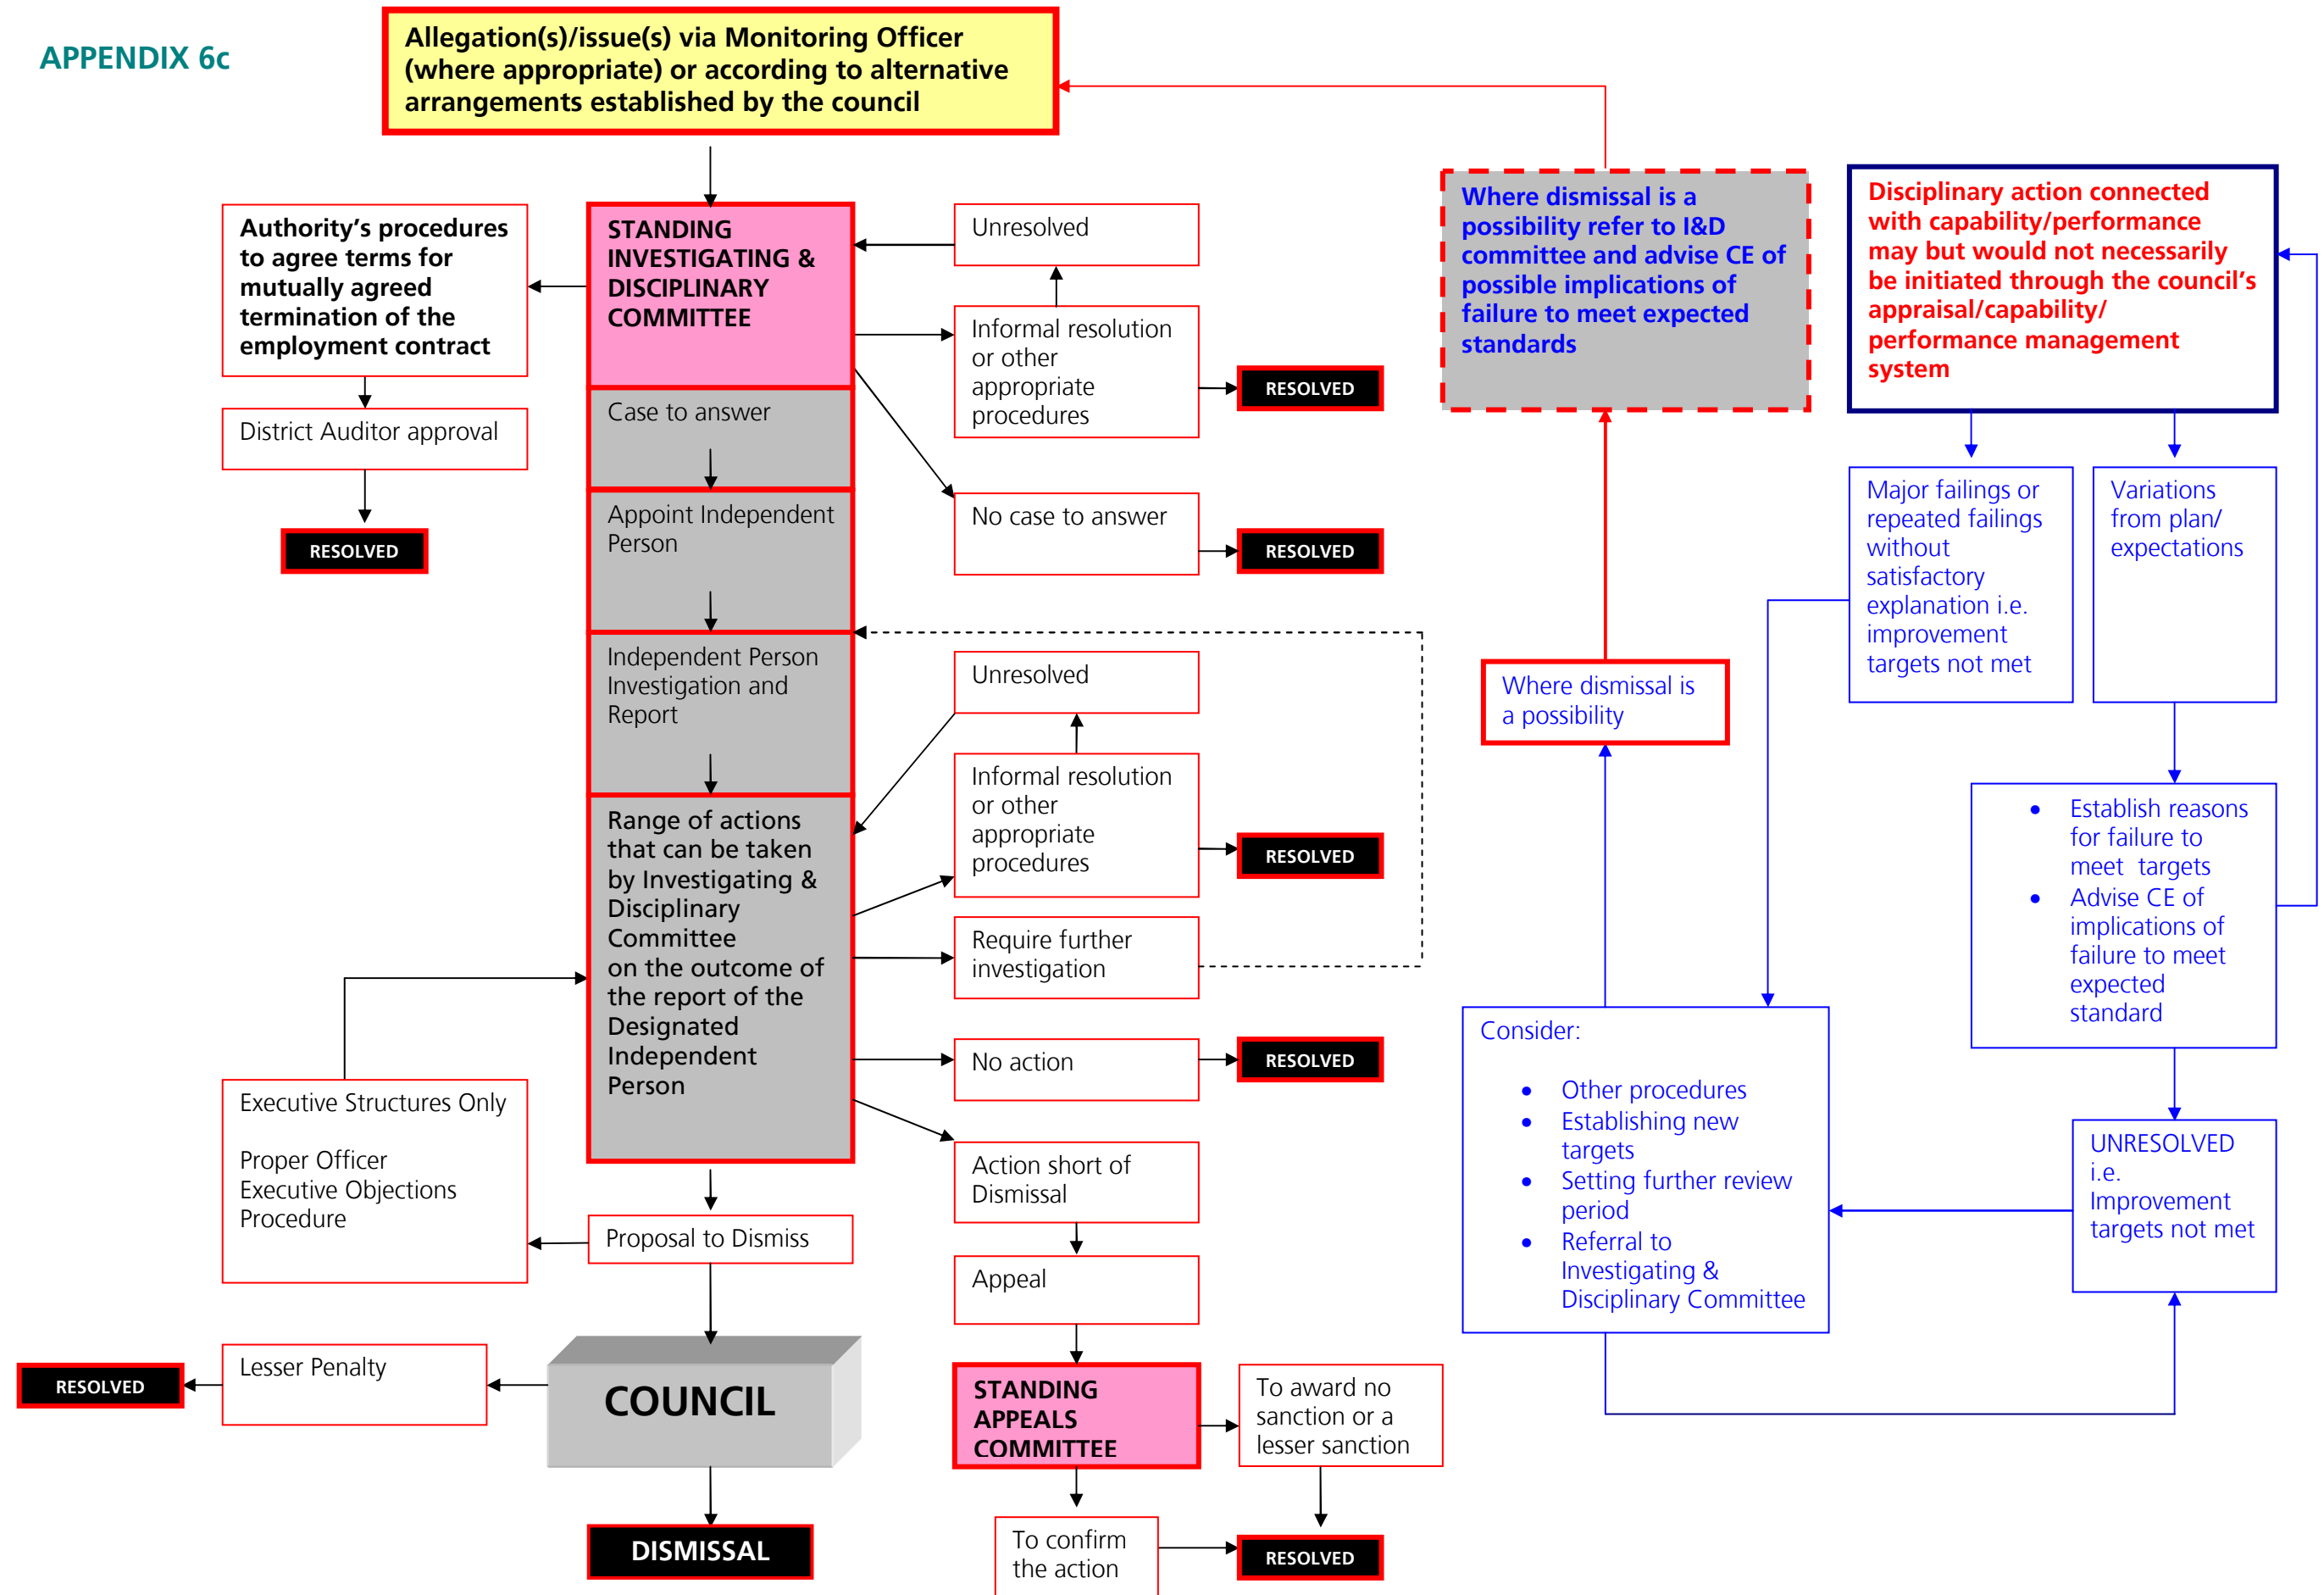 APPENDIX 6c
Allegation(s)/issue(s) via Monitoring Officer
(where appropriate) or according to alternative
arrangements established by the council
Authority’s procedures
to agree terms for
mutually agreed
termination of the
employment contract
District Auditor approval
RESOLVED
STANDING
INVESTIGATING &
DISCIPLINARY
COMMITTEE
Case to answer
Appoint Independent
Person
Independent Person
Investigation and
Report
Range of actions
that can be taken
by Investigating &
Disciplinary
Committee
on the outcome of
the report of the
Designated
Independent
Person
Unresolved
Informal resolution
or other
appropriate
procedures
RESOLVED
No case to answer
RESOLVED
Unresolved
Informal resolution
or other
appropriate
procedures
RESOLVED
Require further
investigation
No action
RESOLVED
Action short of
Dismissal
Appeal
STANDING
APPEALS
COMMITTEE
To award no
sanction or a
lesser sanction
To confirm
the action
RESOLVED
Executive Structures Only
Proper Officer
Executive Objections
Procedure
Proposal to Dismiss
COUNCIL
Lesser Penalty
RESOLVED
DISMISSAL
Where dismissal is a
possibility refer to I&D
committee and advise CE of
possible implications of
failure to meet expected
standards
Where dismissal is
a possibility
Disciplinary action connected
with capability/performance
may but would not necessarily
be initiated through the council’s
appraisal/capability/
performance management
system
Major failings or
repeated failings
without
satisfactory
explanation i.e.
improvement
targets not met
Variations
from plan/
expectations
• Establish reasons
for failure to
meet targets
• Advise CE of
implications of
failure to meet
expected
standard
Consider:
• Other procedures
• Establishing new
targets
• Setting further review
period
• Referral to
Investigating &
Disciplinary Committee
UNRESOLVED
i.e.
Improvement
targets not met